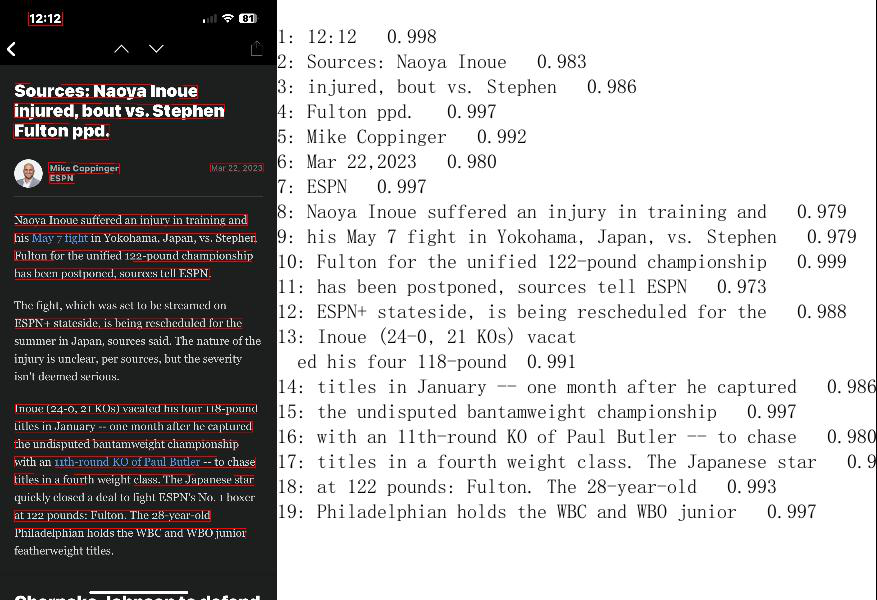 12:12
81
Sources: Naoya Inoue
injured, bout vs. Stephen
Fulton ppd.
Mike Coppinger
Mar 22, 2023
ESPN
Naoya Inoue suffered an injury in training and
his May 7 fight in Yokohama, Japan, vs. Stephen
Fulton for the unified 122-pound championship
has been postponed, sources tell ESPN.
The fight, which was set to be streamed on
ESPN+ stateside, is being rescheduled for the
summer in Japan, sources said. The nature of the
injury is unclear, per sources, but the severity
isn't deemed serious.
Inoue (24-0, 21 KOs) vacated his four 118-pound
titles in January -- one month after he captured
the undisputed bantamweight championship
with an 11th-round KO of Paul Butler -- to chase
titles in a fourth weight class. The Japanese star
quickly closed a deal to fight ESPN's No. 1 boxer
at 122 pounds: Fulton. The 28-year-old
Philadelphian holds the WBC and WBO junior
featherweight titles.
1: 12:12 0.998
2: Sources: Naoya Inoue 0.983
3: injured, bout vs. Stephen 0.986
4: Fulton ppd. 0.997
5: Mike Coppinger 0.992
6: Mar 22,2023 0.980
7: ESPN 0.997
8: Naoya Inoue suffered an injury in training and 0.979
9: his May 7 fight in Yokohama, Japan, vs. Stephen 0.979
10: Fulton for the unified 122-pound championship 0.999
11: has been postponed, sources tell ESPN 0.973
12: ESPN+ stateside, is being rescheduled for the 0.988
13: Inoue (24-0, 21 KOs) vacat
ed his four 118-pound 0.991
14: titles in January -- one month after he captured 0.986
15: the undisputed bantamweight championship 0.997
16: with an 11th-round KO of Paul Butler -- to chase 0.980
17: titles in a fourth weight class. The Japanese star 0.9
18: at 122 pounds: Fulton. The 28-year-old 0.993
19: Philadelphian holds the WBC and WBO junior 0.997